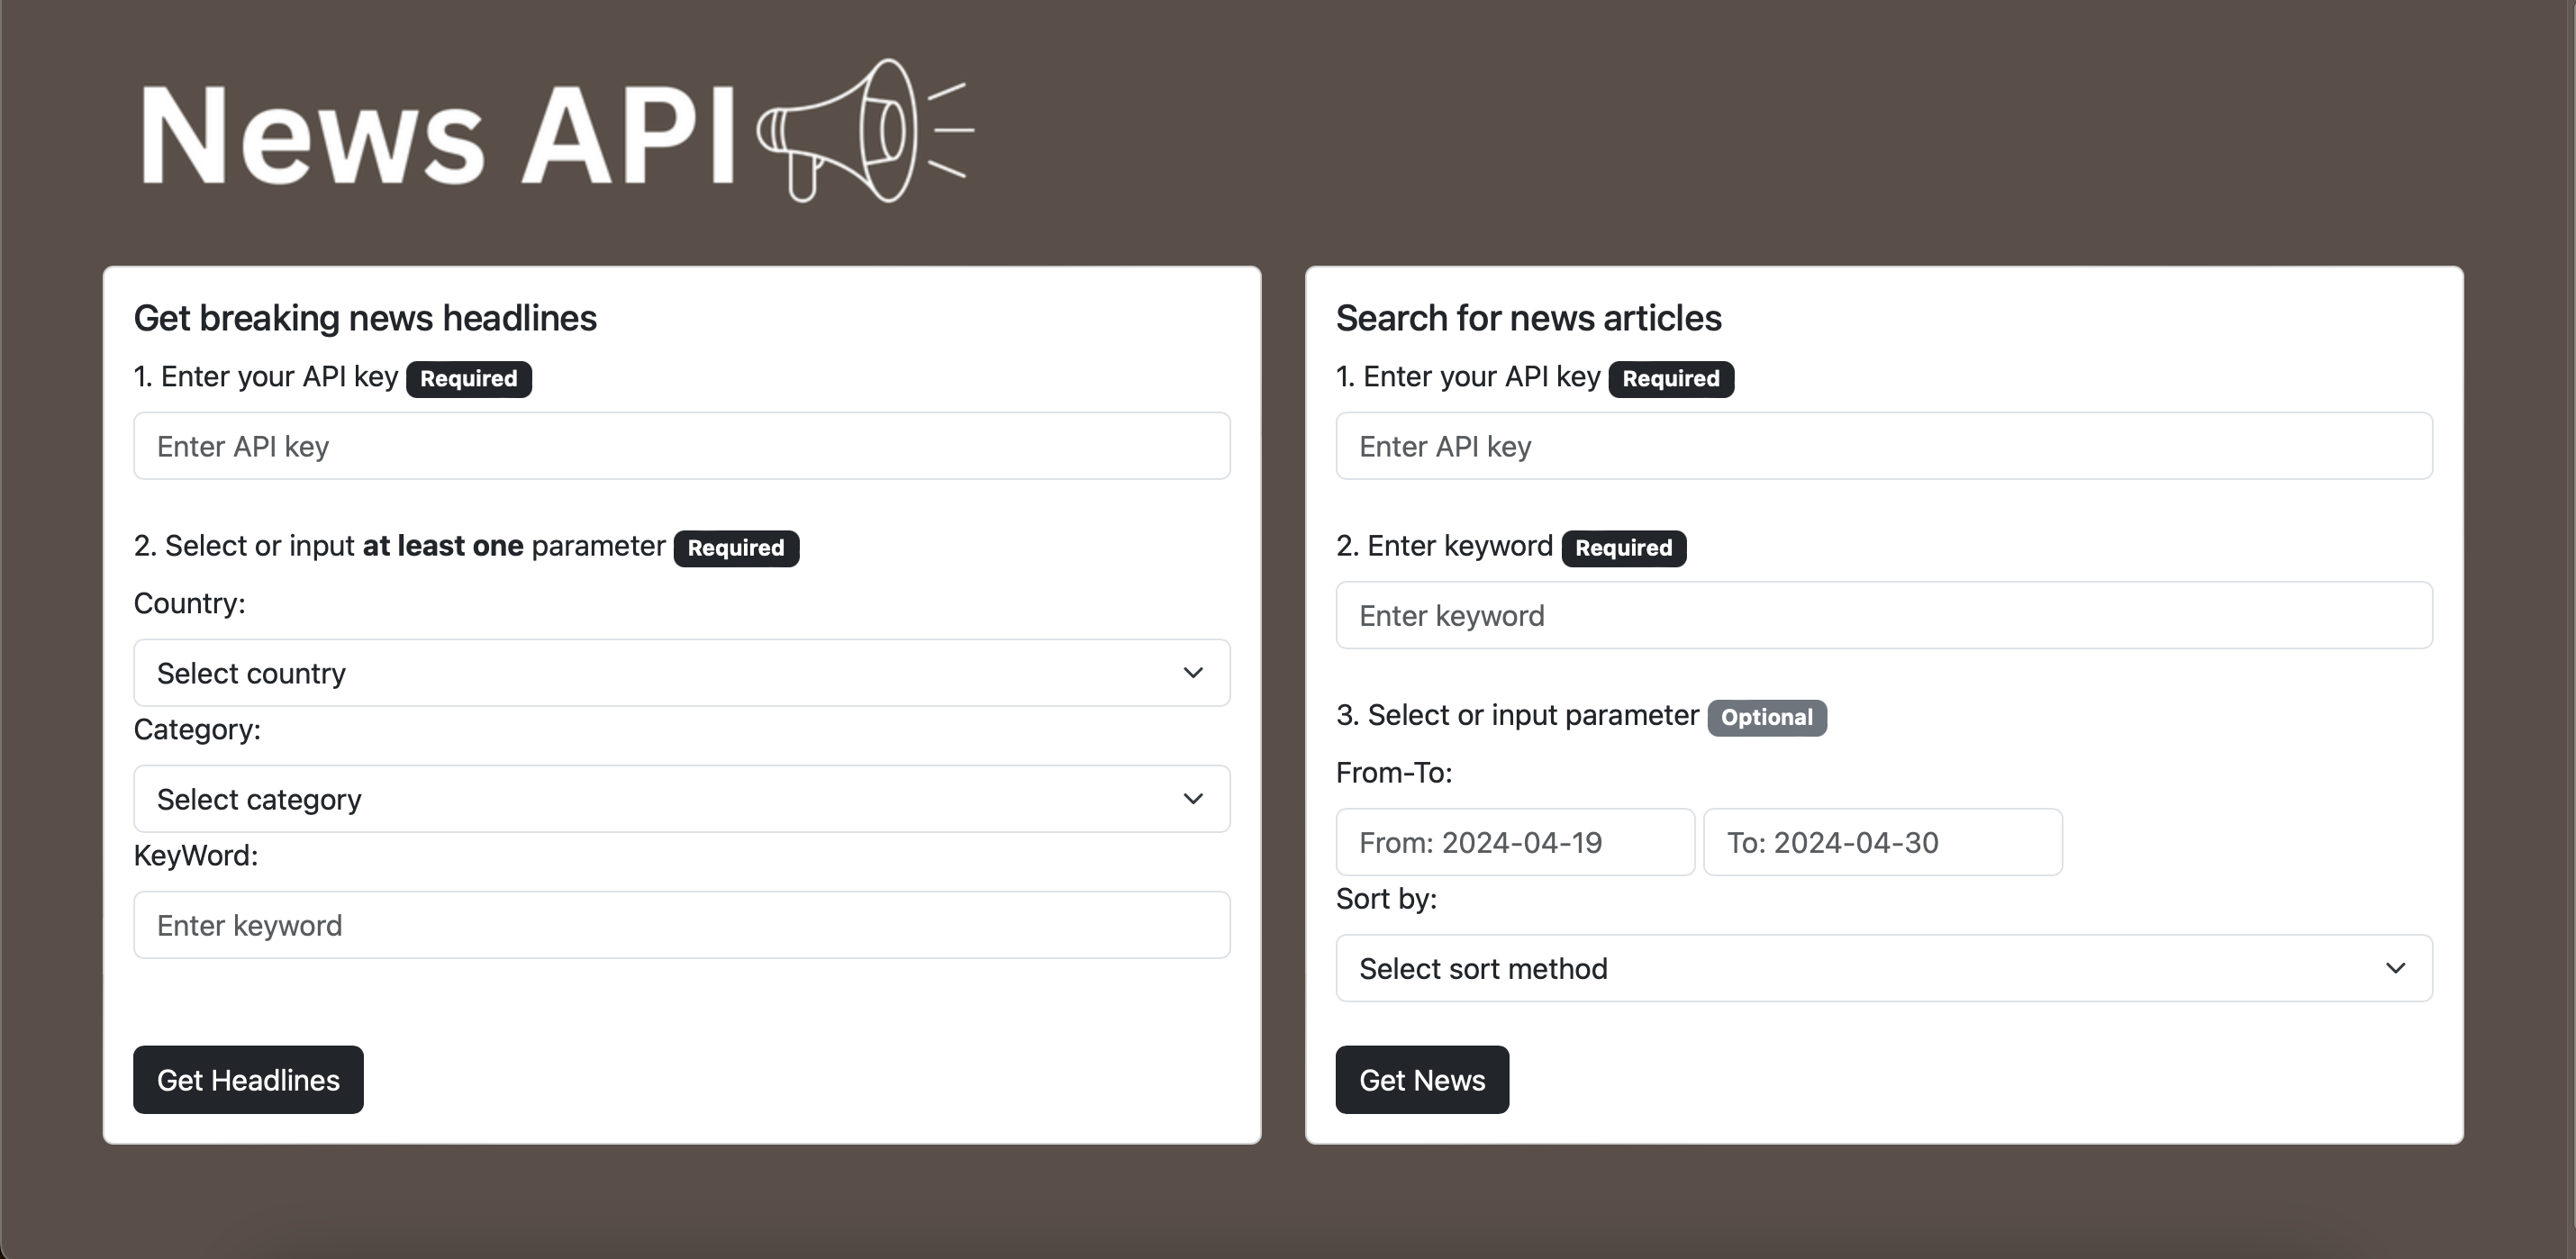 News API
Get breaking news headlines
1. Enter your API key Required
Enter API key
2. Select or input at least one parameter Required
Country:
Select country
Category:
Select category
KeyWord:
Enter keyword
Get Headlines
Search for news articles
1. Enter your API key Required
Enter API key
2. Enter keyword Required
Enter keyword
3. Select or input parameter Optional
From-To:
From: 2024-04-19 To: 2024-04-30
Sort by:
Select sort method
Get News